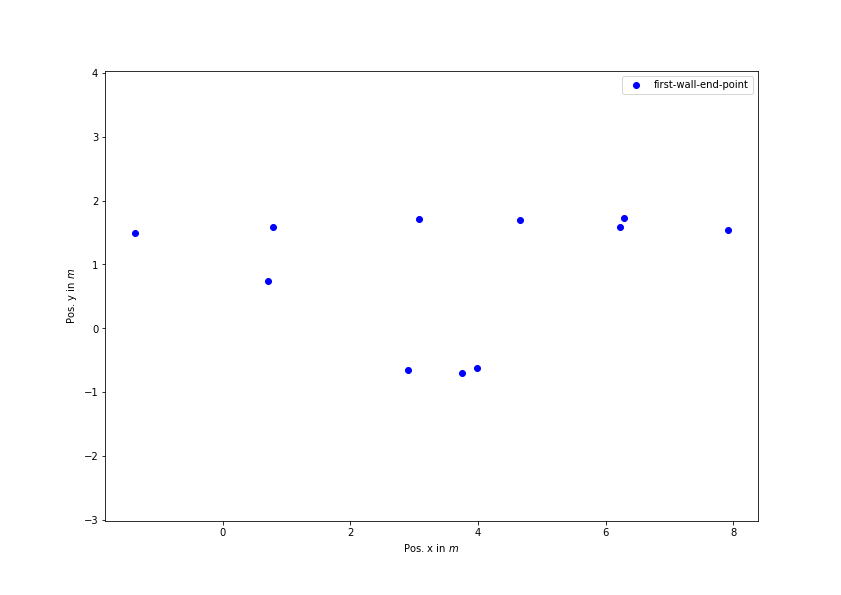 first-wall-end-point
4
3
2
1
0
−1
−2
−3
Pos. y in m
0 2 4 6 8
Pos. x in m